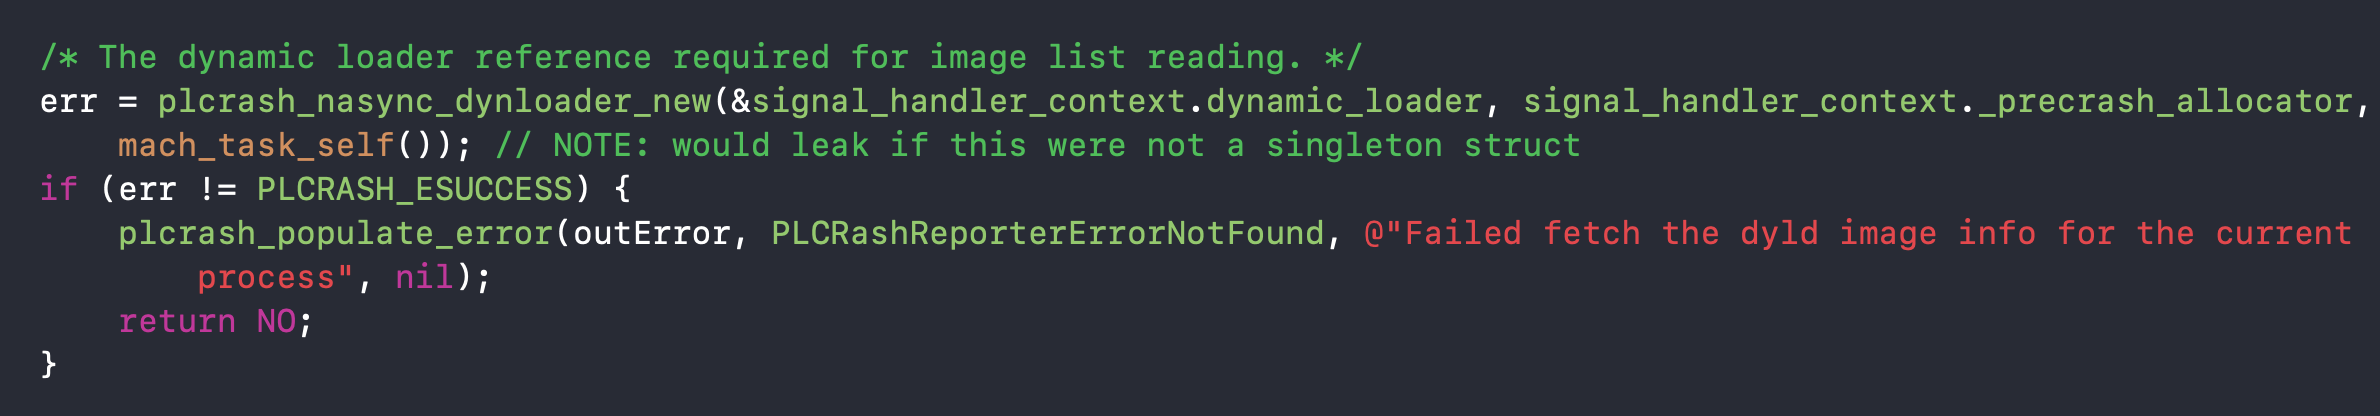 /* The dynamic loader reference required for image list reading. */
err = plcrash_nasync_dynloader_new(&signal_handler_context.dynamic_loader, signal_handler_context._precrash_allocator,
mach_task_self()); // NOTE: would leak if this were not a singleton struct
if (err != PLCRASH_ESUCCESS) {
plcrash_populate_error(outError, PLCRashReporterErrorNotFound, @"Failed fetch the dyld image info for the current
process", nil);
return NO;
}